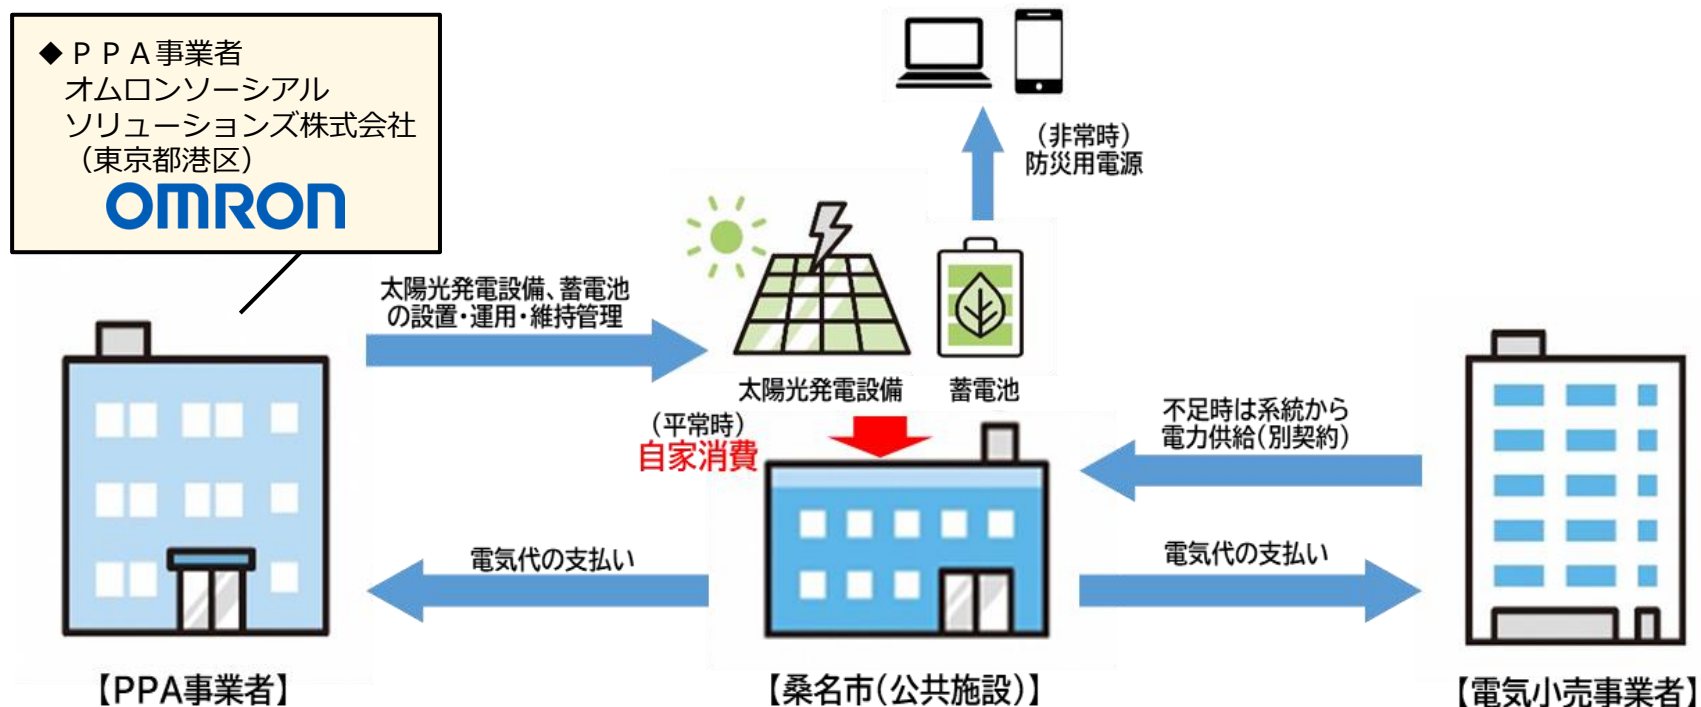 ◆ＰＰＡ事業者
オムロンソーシアル
ソリューションズ株式会社
（東京都港区）
OMRON
（非常時）
防災用電源
太陽光発電設備、蓄電池
の設置・運用・維持管理
太陽光発電設備
蓄電池
（平常時）
自家消費
不足時は系統から
電力供給（別契約）
電気代の支払い
電気代の支払い
【PPA事業者】
【桑名市（公共施設）】
【電気小売事業者】